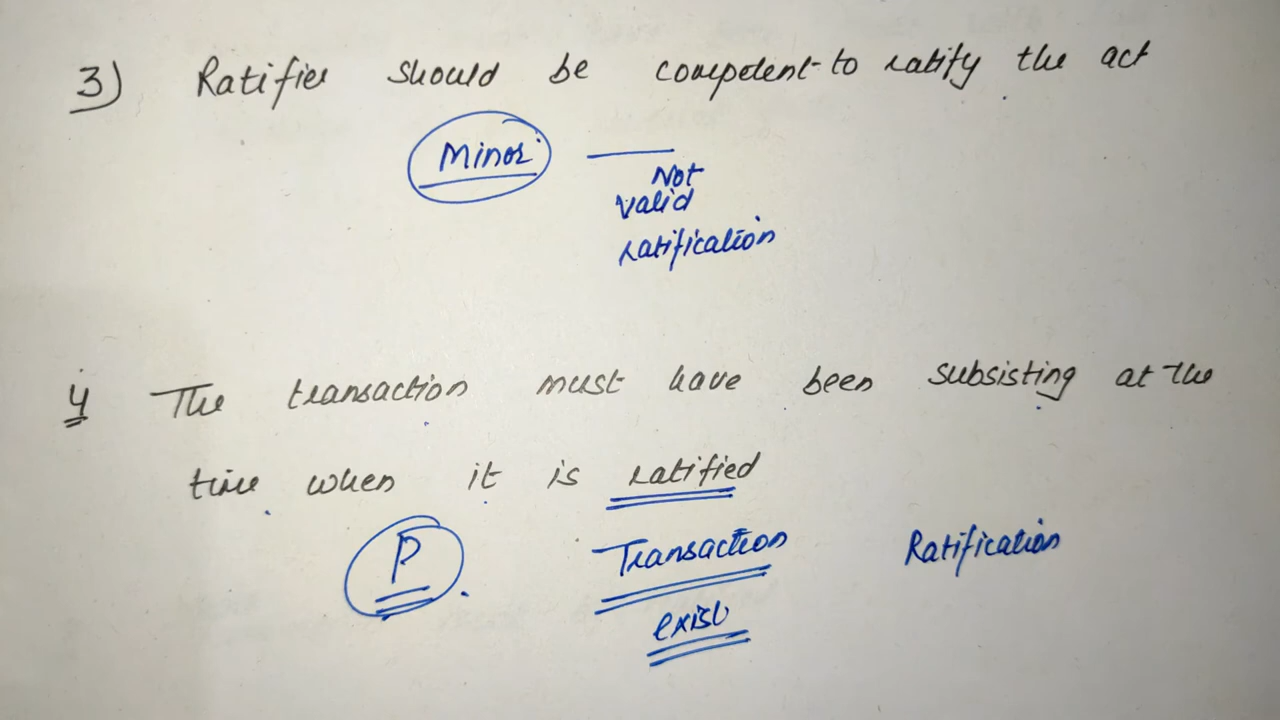 3) Ratifier should be competent to ratify the act
Minor
Not
valid
ratification
4 The transaction must have been subsisting at the
time when it is ratified
P Transaction Ratification
exist